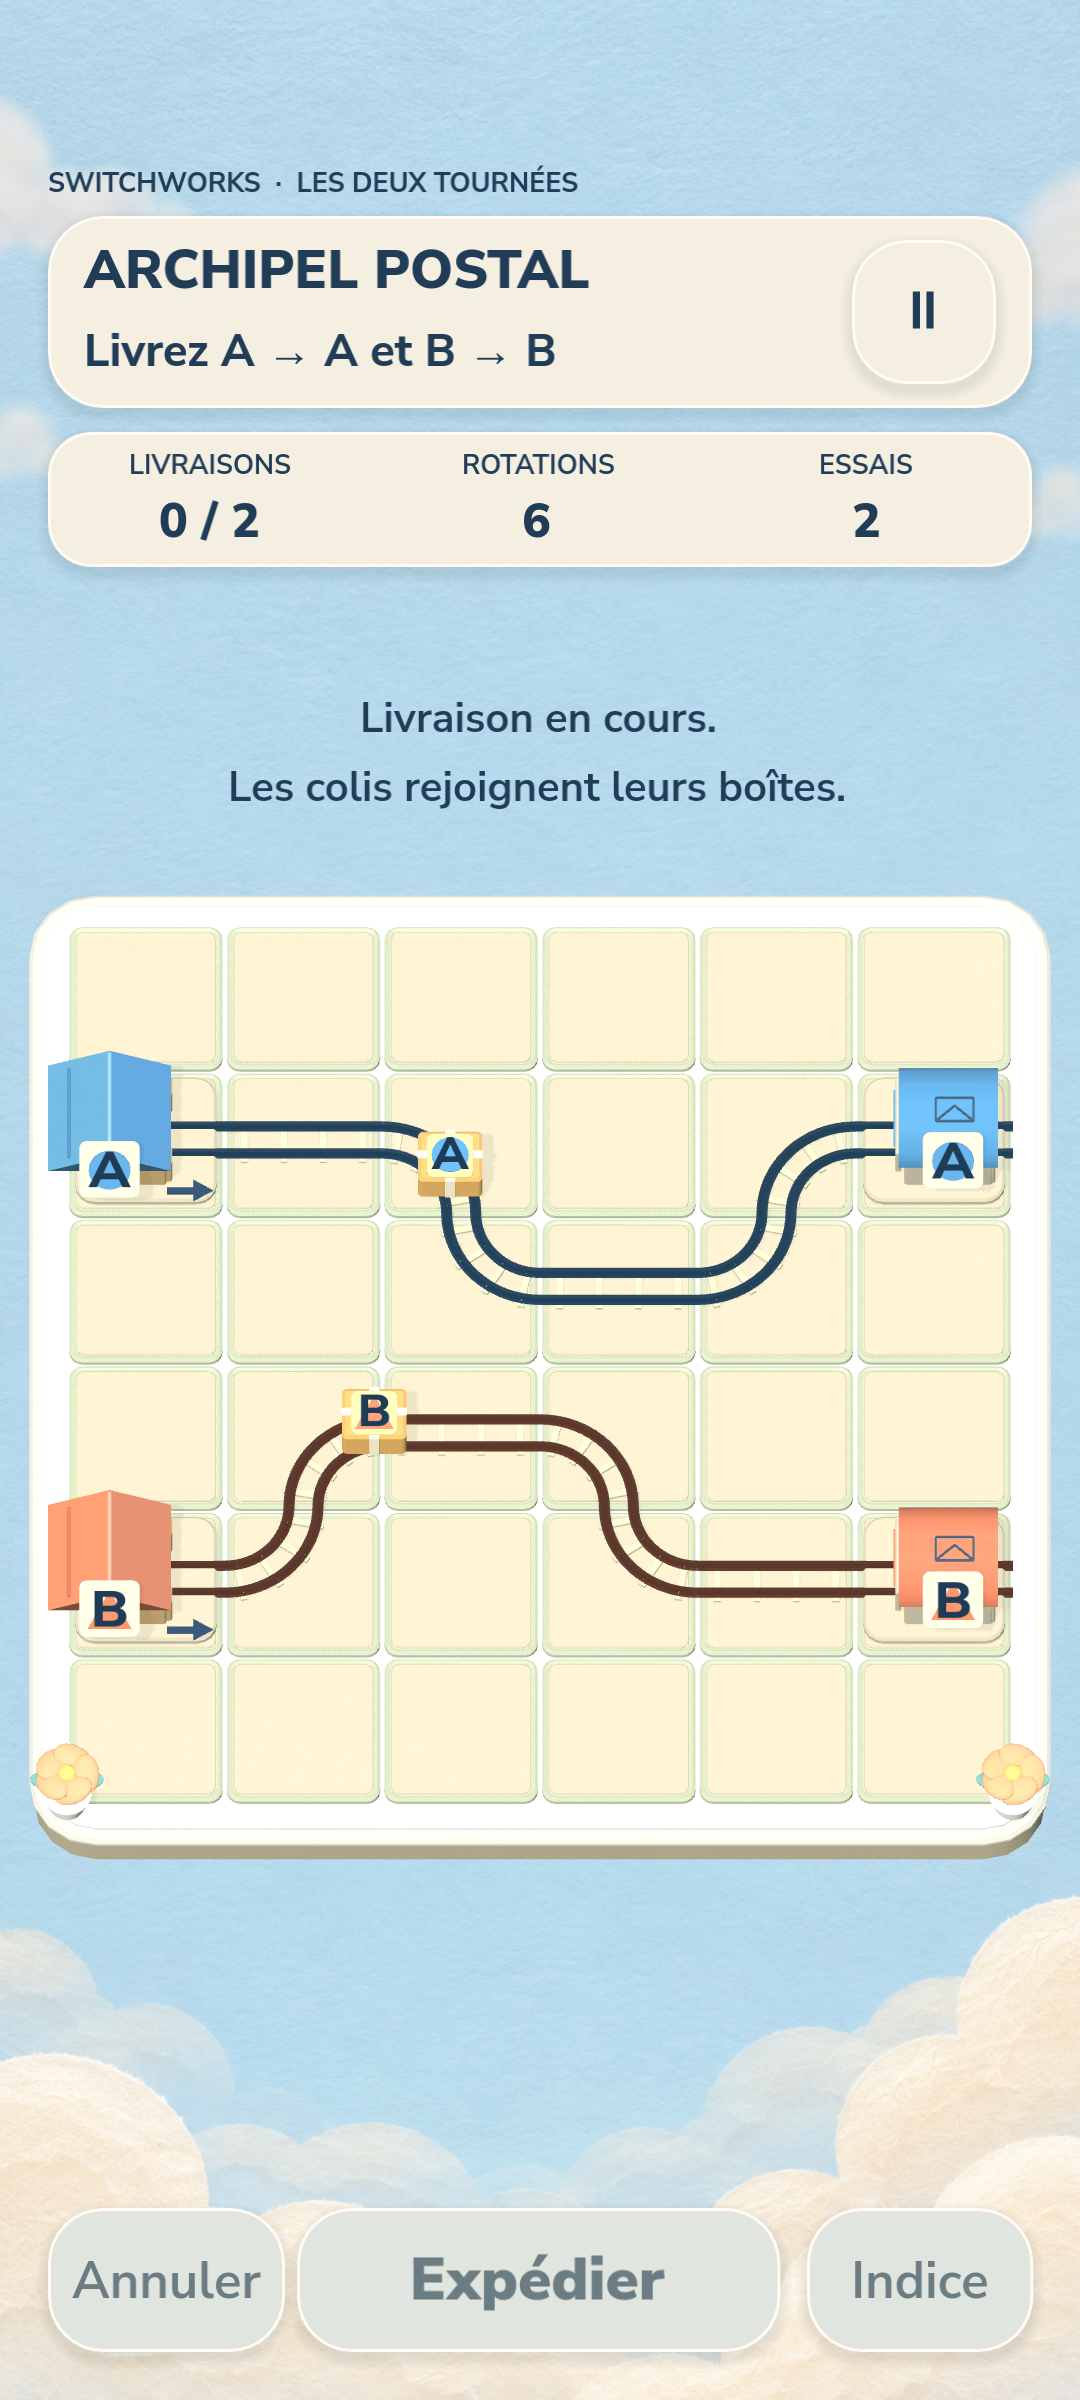 SWITCHWORKS · LES DEUX TOURNÉES
ARCHIPEL POSTAL
Livrez A → A et B → B
LIVRAISONS ROTATIONS ESSAIS
0 / 2 6 2
Livraison en cours.
Les colis rejoignent leurs boîtes.
A A A
B
B B
Annuler Expédier Indice